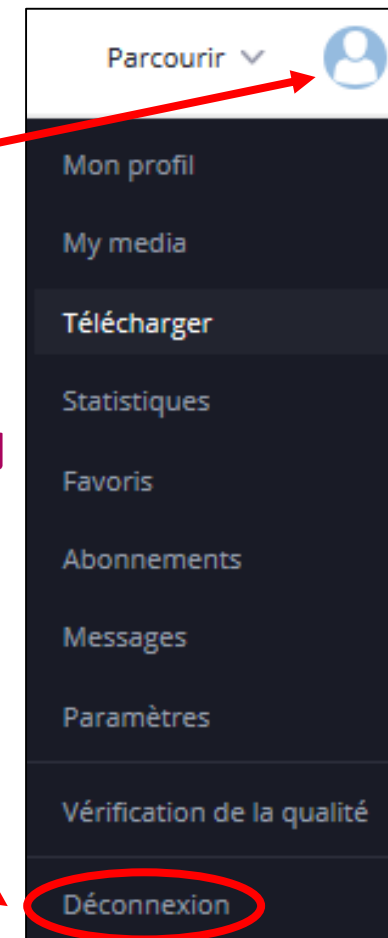 Parcourir
Mon profil
My media
Télécharger
Statistiques
Favoris
Abonnements
Messages
Paramètres
Vérification de la qualité
Déconnexion